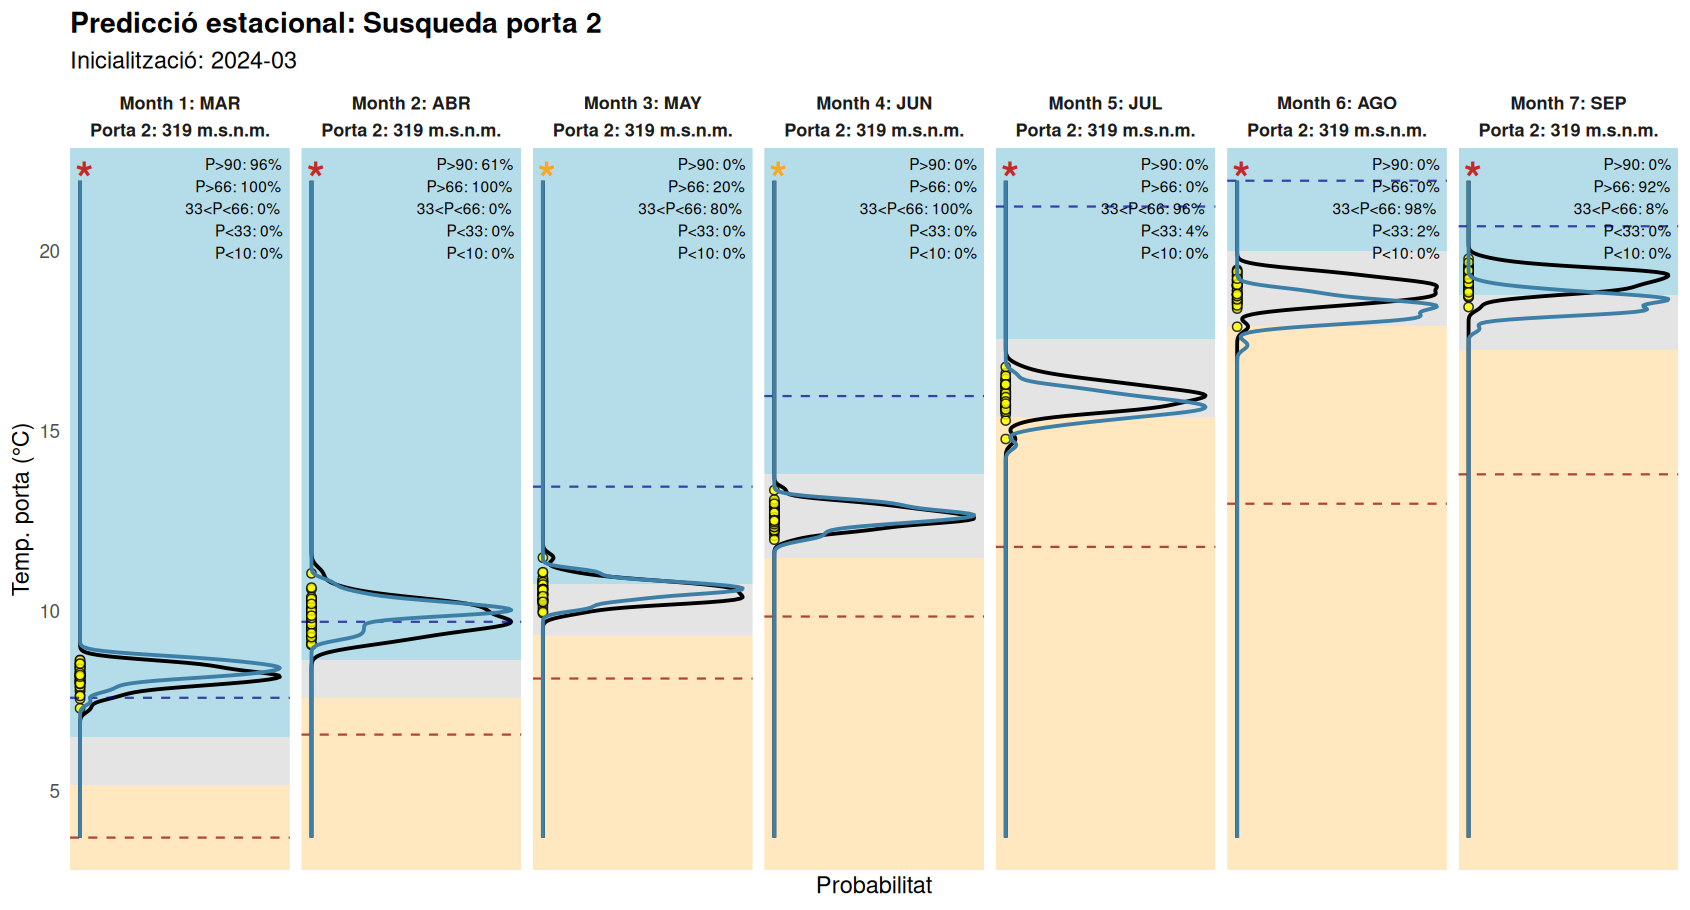 Predicció estacional: Susqueda porta 2
Inicialització: 2024-03
Month 1: MAR
Porta 2: 319 m.s.n.m.
Month 2: ABR
Porta 2: 319 m.s.n.m.
Month 3: MAY
Porta 2: 319 m.s.n.m.
Month 4: JUN
Porta 2: 319 m.s.n.m.
Month 5: JUL
Porta 2: 319 m.s.n.m.
Month 6: AGO
Porta 2: 319 m.s.n.m.
Month 7: SEP
Porta 2: 319 m.s.n.m.
*
P>90: 96%
P>66: 100%
33<P<66: 0%
P<33: 0%
P<10: 0%
*
P>90: 61%
P>66: 100%
33<P<66: 0%
P<33: 0%
P<10: 0%
*
P>90: 0%
P>66: 20%
33<P<66: 80%
P<33: 0%
P<10: 0%
*
P>90: 0%
P>66: 0%
33<P<66: 100%
P<33: 0%
P<10: 0%
*
P>90: 0%
P>66: 0%
33<P<66: 96%
P<33: 4%
P<10: 0%
*
P>90: 0%
P>66: 0%
33<P<66: 98%
P<33: 2%
P<10: 0%
*
P>90: 0%
P>66: 92%
33<P<66: 8%
P<33: 0%
P<10: 0%
20
15
10
5
Temp. porta (°C)
Probabilitat